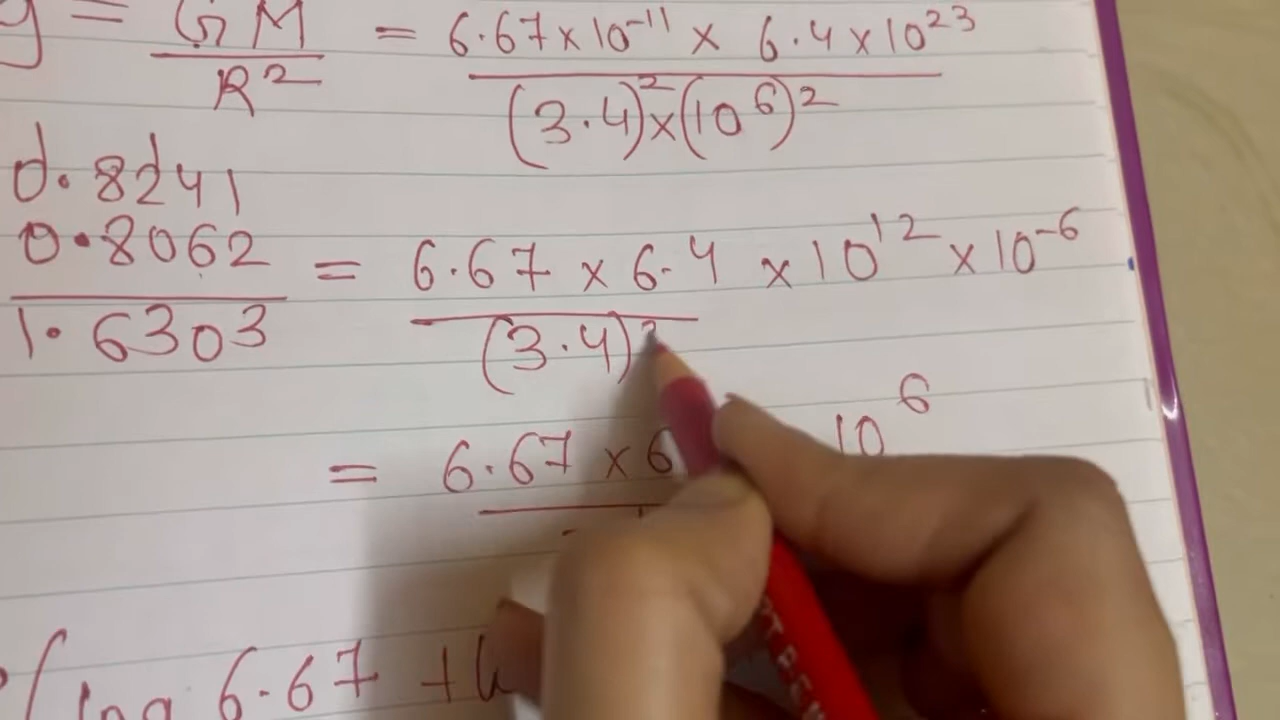 g = GM / R² = 6.67×10⁻¹¹ × 6.4×10²³ / (3.4)²×(10⁶)²
0.8241
0.8062
1.6303
= 6.67 × 6.4 / (3.4)² × 10¹² × 10⁻⁶
= 6.67 × 6 10⁶
log 6.67 +